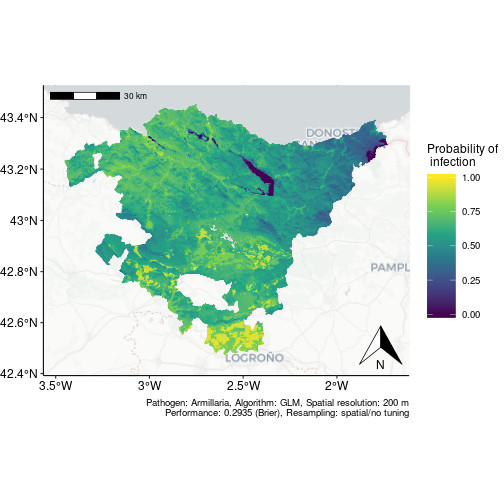 30 km
43.4°N
43.2°N
43°N
42.8°N
42.6°N
42.4°N
3.5°W
3°W
2.5°W
2°W
DONOST
PAMPL
LOGROÑO
N
Probability of
infection
1.00
0.75
0.50
0.25
0.00
Pathogen: Armillaria, Algorithm: GLM, Spatial resolution: 200 m
Performance: 0.2935 (Brier), Resampling: spatial/no tuning